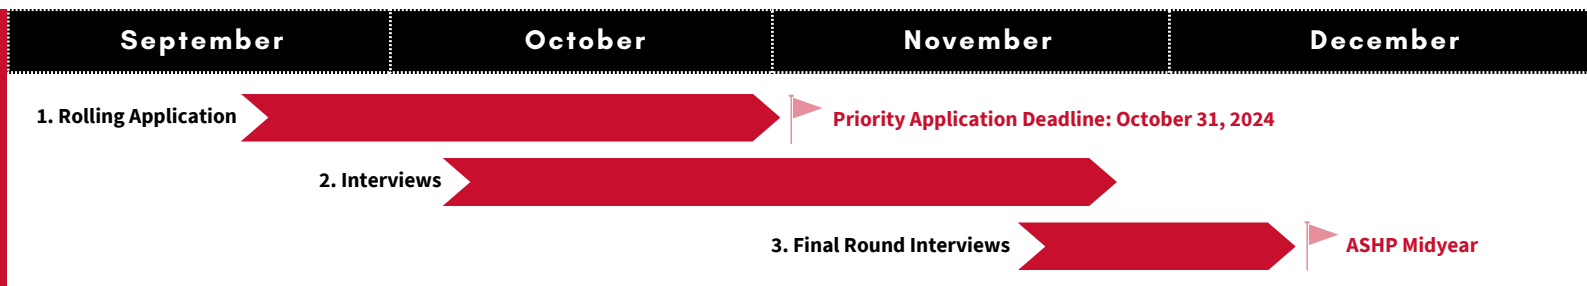 September October November December
1. Rolling Application Priority Application Deadline: October 31, 2024
2. Interviews
3. Final Round Interviews ASHP Midyear